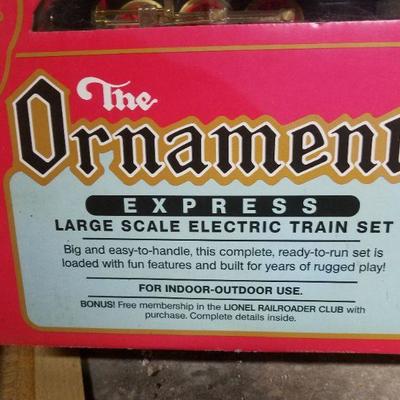 The
Ornament
EXPRESS
LARGE SCALE ELECTRIC TRAIN SET
Big and easy-to-handle, this complete, ready-to-run set is
loaded with fun features and built for years of rugged play!
FOR INDOOR-OUTDOOR USE.
BONUS! Free membership in the LIONEL RAILROADER CLUB with
purchase. Complete details inside.